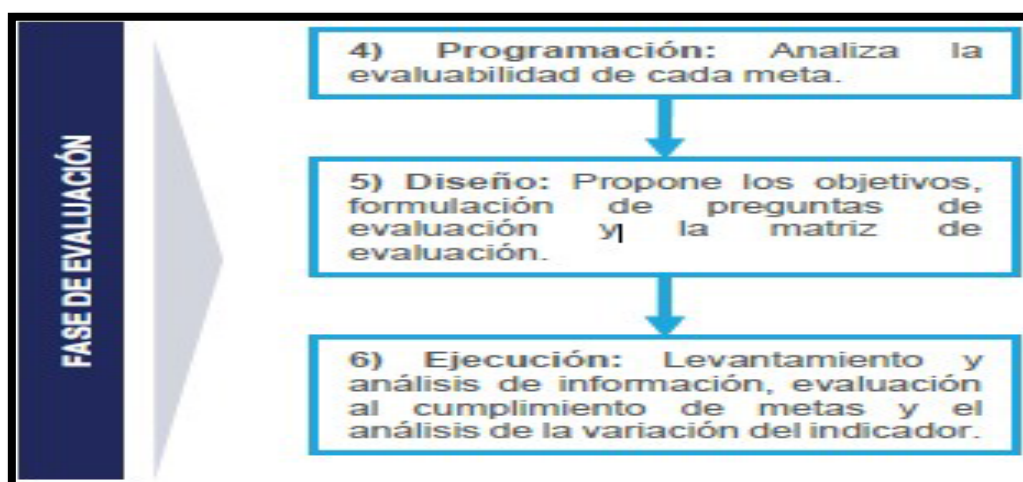 FASE DE EVALUACIÓN
4) Programación: Analiza la
evaluabilidad de cada meta.
5) Diseño: Propone los objetivos,
formulación de preguntas de
evaluación y la matriz de
evaluación.
6) Ejecución: Levantamiento y
análisis de información, evaluación
al cumplimiento de metas y el
análisis de la variación del indicador.